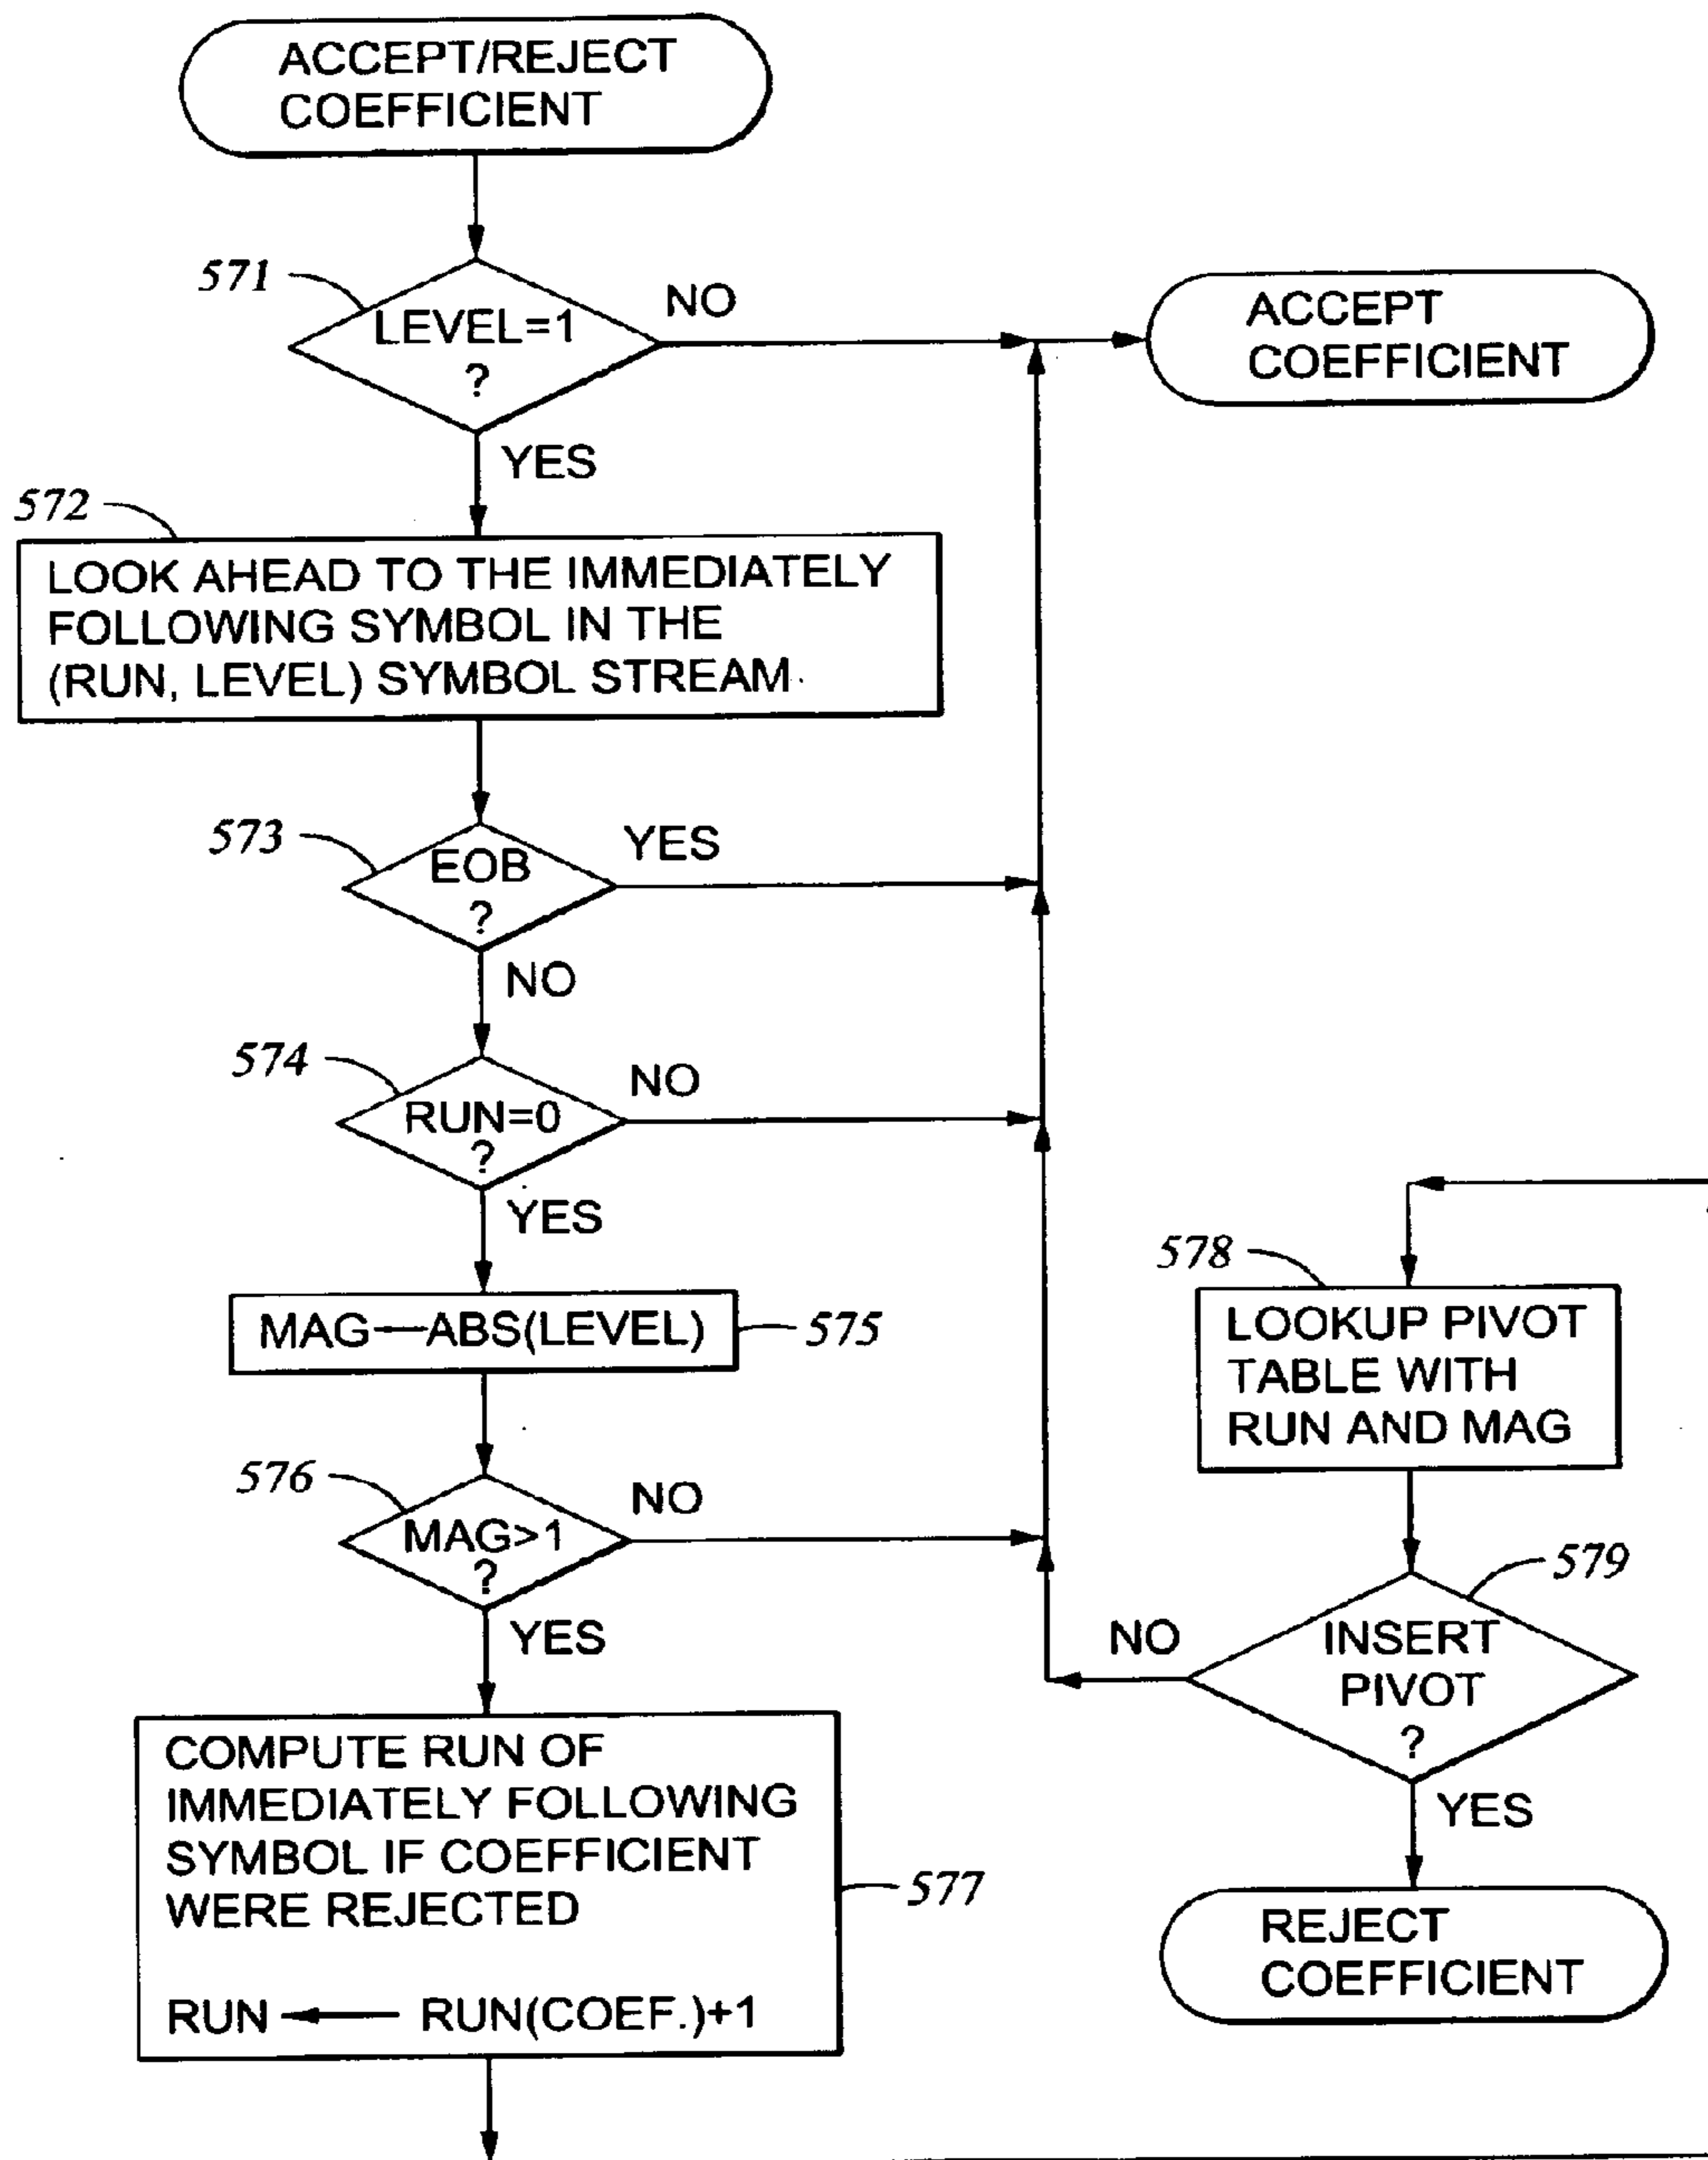 ACCEPT/REJECT
COEFFICIENT
571
LEVEL=1
?
NO
YES
ACCEPT
COEFFICIENT
572
LOOK AHEAD TO THE IMMEDIATELY
FOLLOWING SYMBOL IN THE
(RUN, LEVEL) SYMBOL STREAM
573
EOB
?
YES
NO
574
RUN=0
?
NO
YES
MAG—ABS(LEVEL)
575
576
MAG>1
?
NO
YES
COMPUTE RUN OF
IMMEDIATELY FOLLOWING
SYMBOL IF COEFFICIENT
WERE REJECTED
RUN ← RUN(COEF.)+1
577
578
LOOKUP PIVOT
TABLE WITH
RUN AND MAG
579
INSERT
PIVOT
?
NO
YES
REJECT
COEFFICIENT